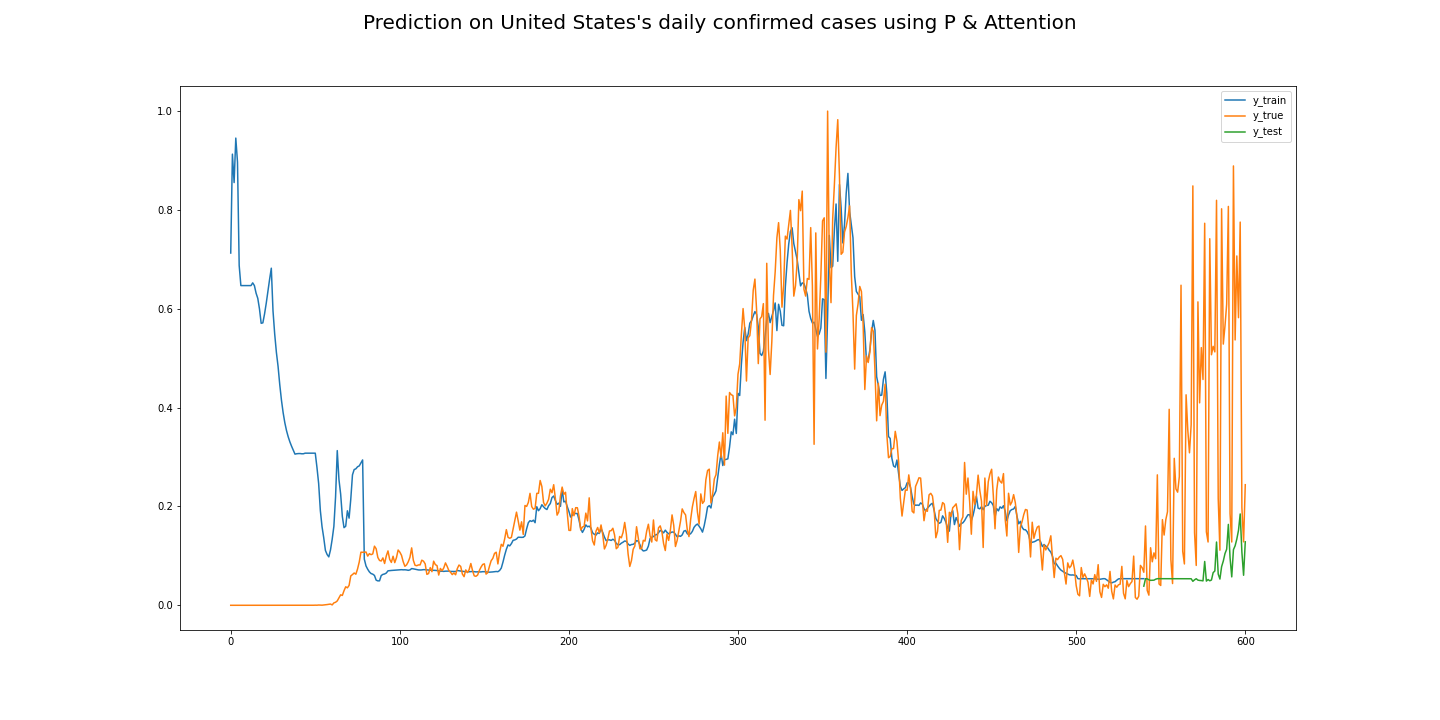 Prediction on United States's daily confirmed cases using P & Attention
y_train
y_true
y_test
1.0
0.8
0.6
0.4
0.2
0.0
0 100 200 300 400 500 600